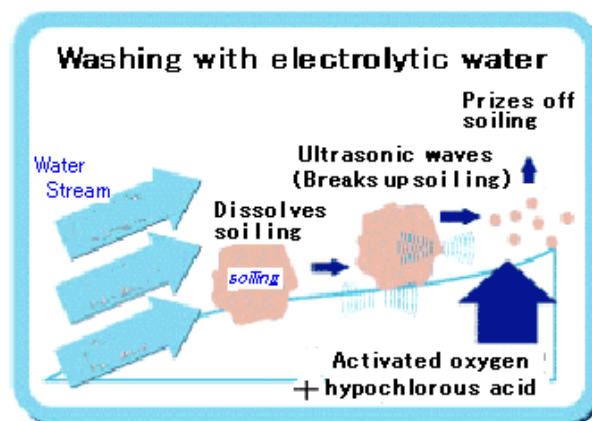 Washing with electrolytic water
Prizes off
soiling
Ultrasonic waves
(Breaks up soiling)
Water
Stream
Dissolves
soiling
soiling
Activated oxygen
+ hypochlorous acid